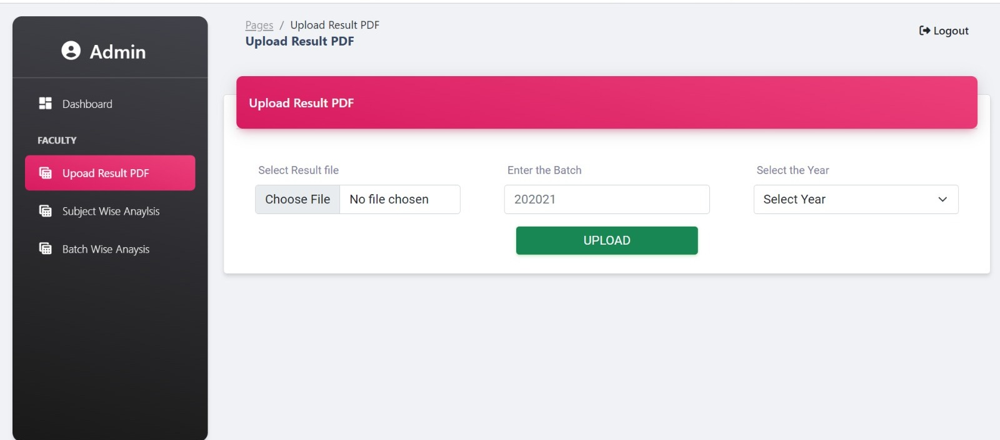 Admin
Dashboard
FACULTY
Upoad Result PDF
Subject Wise Anaylsis
Batch Wise Anaysis
Pages / Upload Result PDF
Upload Result PDF
Logout
Upload Result PDF
Select Result file
Choose File No file chosen
Enter the Batch
202021
Select the Year
Select Year
UPLOAD